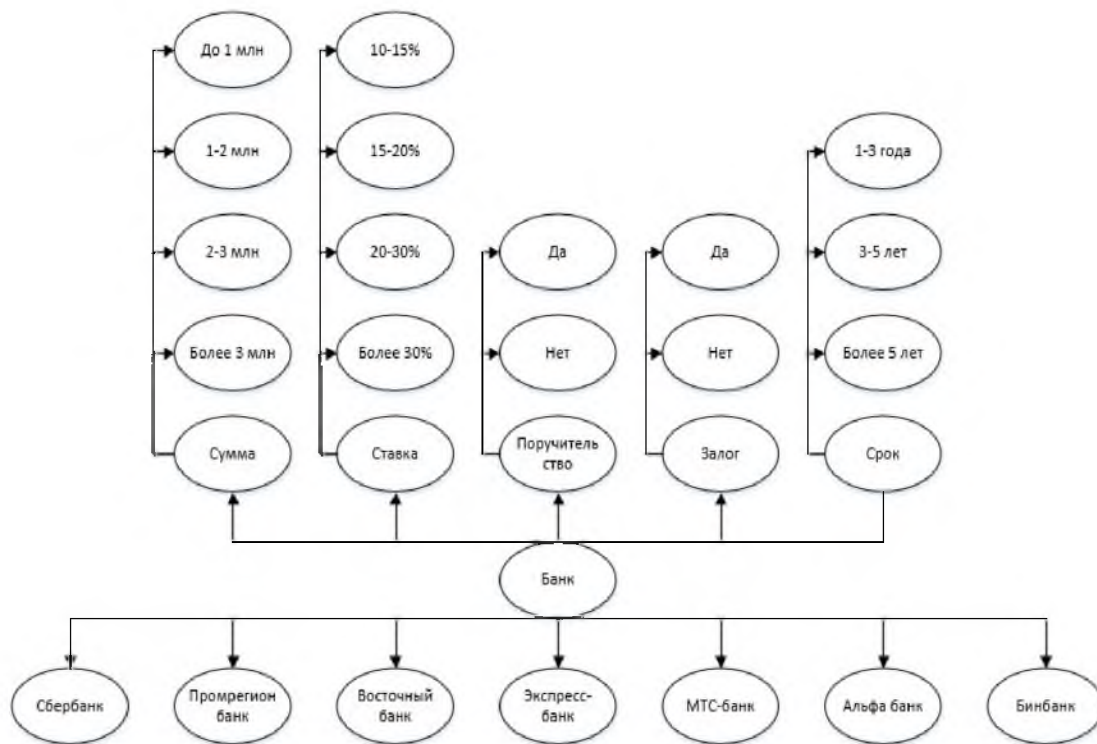 До 1 млн
10-15%
1-2 млн
15-20%
1-3 года
2-3 млн
20-30%
Да
Да
3-5 лет
Более 3 млн
Более 30%
Нет
Нет
Более 5 лет
Сумма
Ставка
Поручитель
ство
Залог
Срок
Банк
Сбербанк
Промрегион
банк
Восточный
банк
Экспресс-
банк
МТС-банк
Альфа банк
Бинбанк